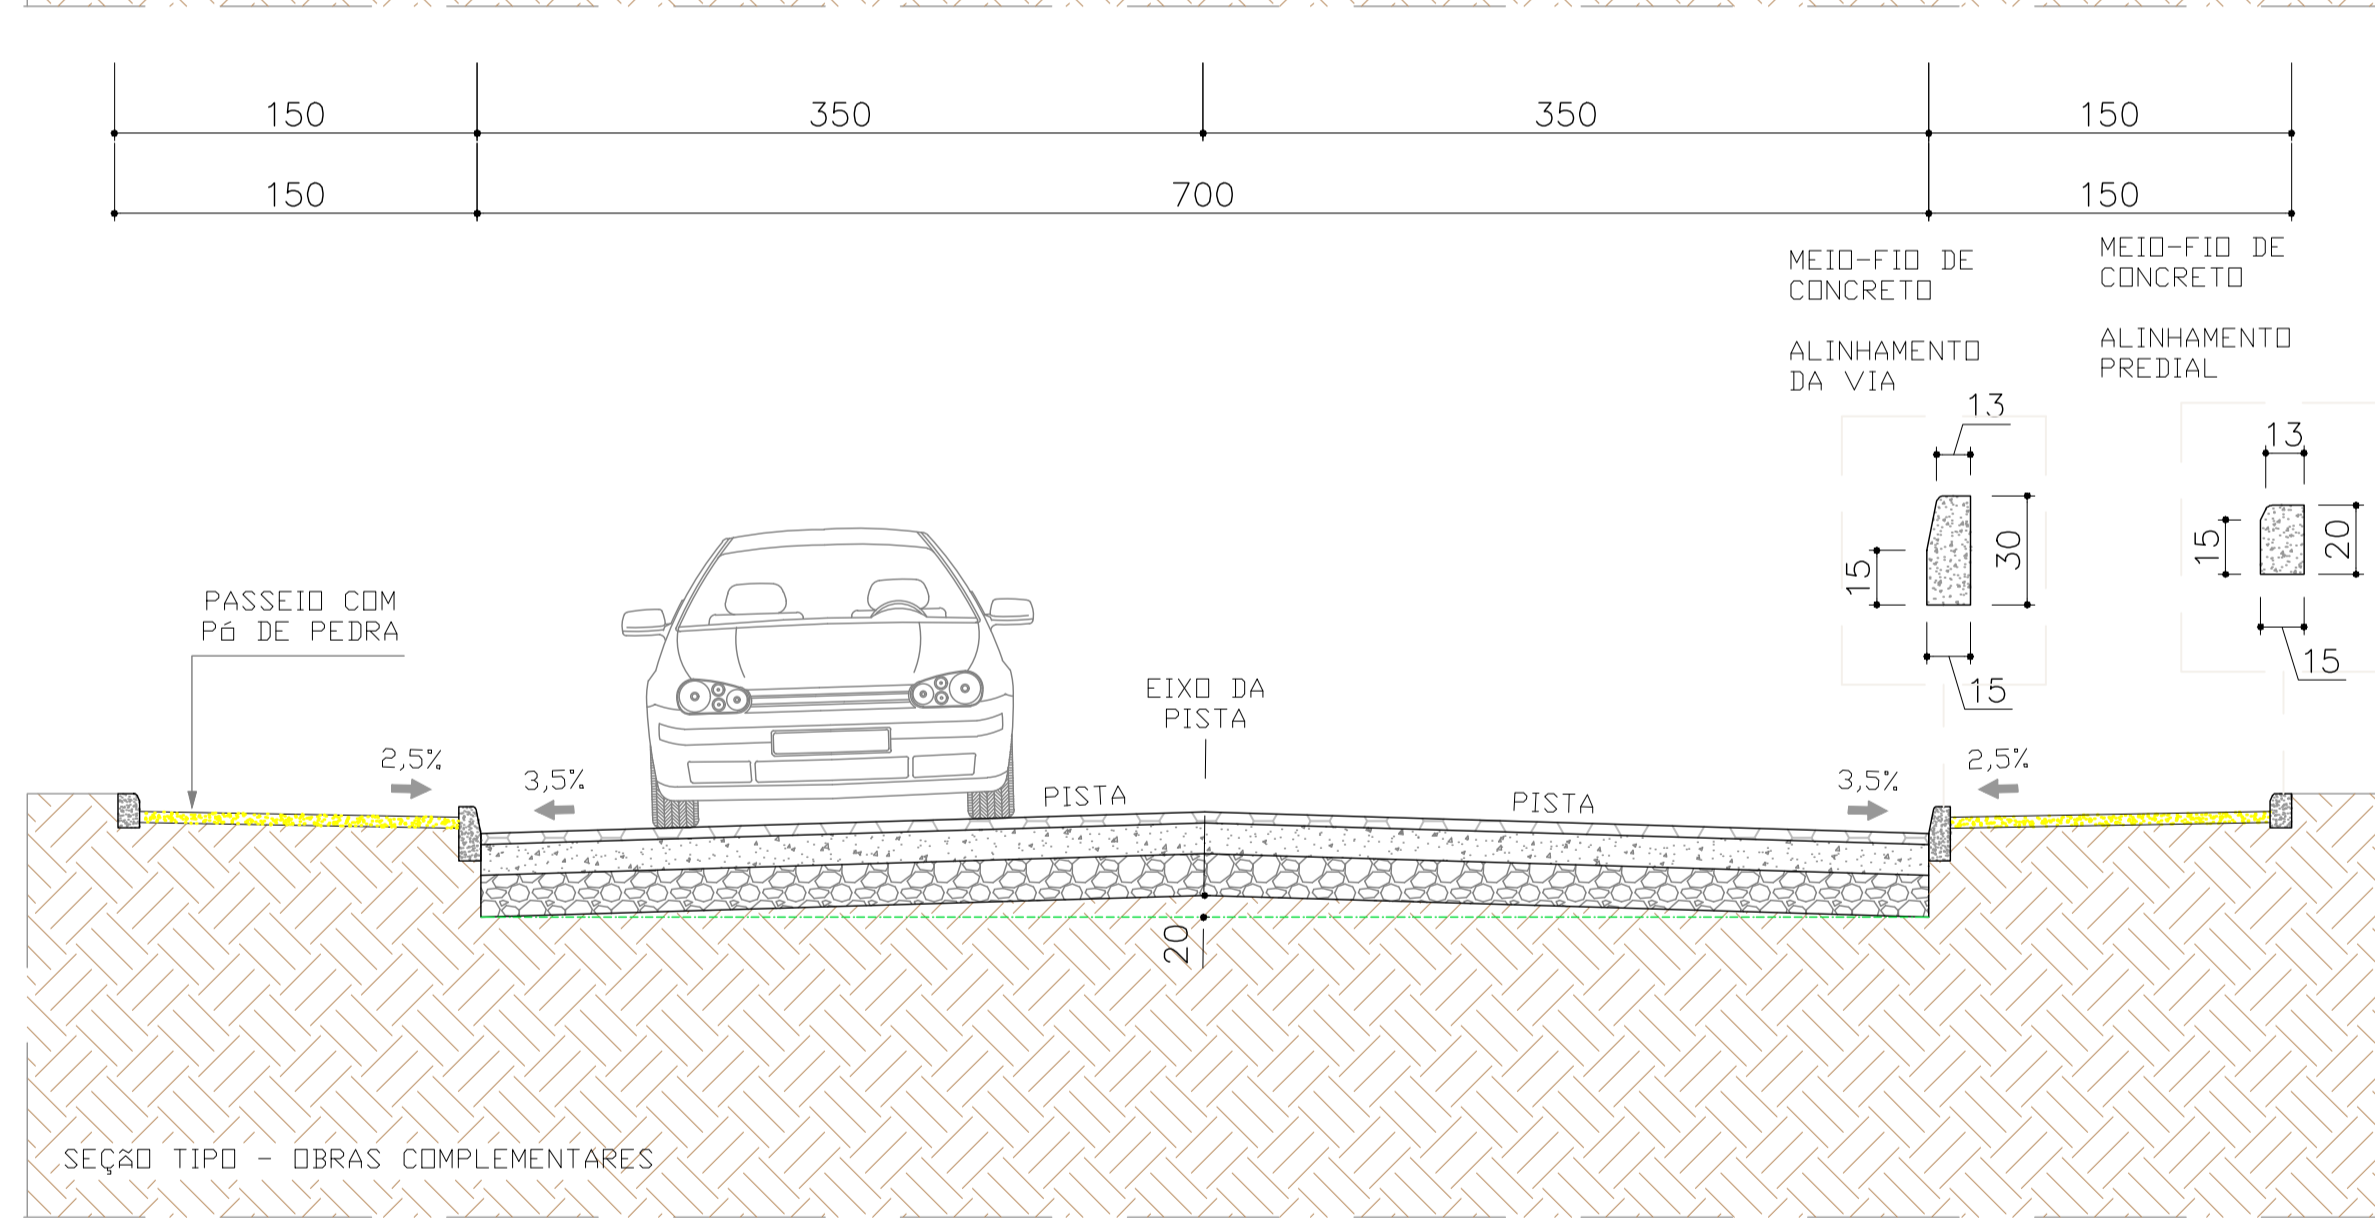 150 350 350 150
150 700 150
MEIO-FIO DE
CONCRETO
ALINHAMENTO
DA VIA
MEIO-FIO DE
CONCRETO
ALINHAMENTO
PREDIAL
13
15
30
15
13
15
20
15
PASSEIO COM
Pó DE PEDRA
EIXO DA
PISTA
2,5%
3,5%
PISTA
PISTA
3,5%
2,5%
20
SEÇãO TIPO - OBRAS COMPLEMENTARES